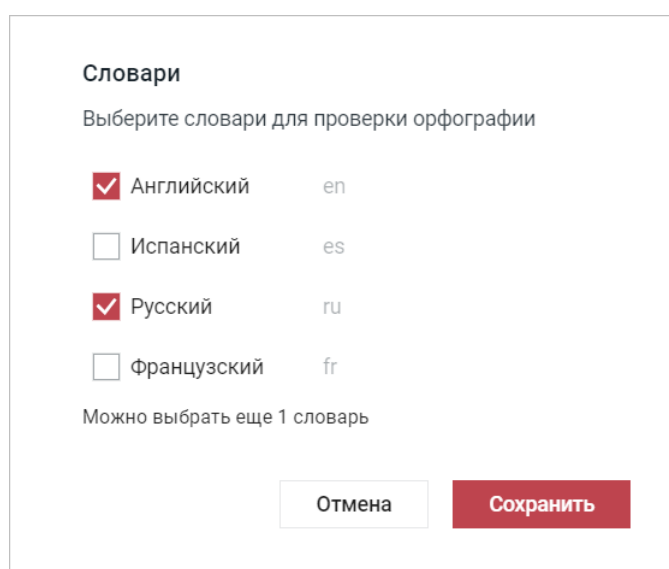 Словари
Выберите словари для проверки орфографии
Английский en
Испанский es
Русский ru
Французский fr
Можно выбрать еще 1 словарь
Отмена Сохранить